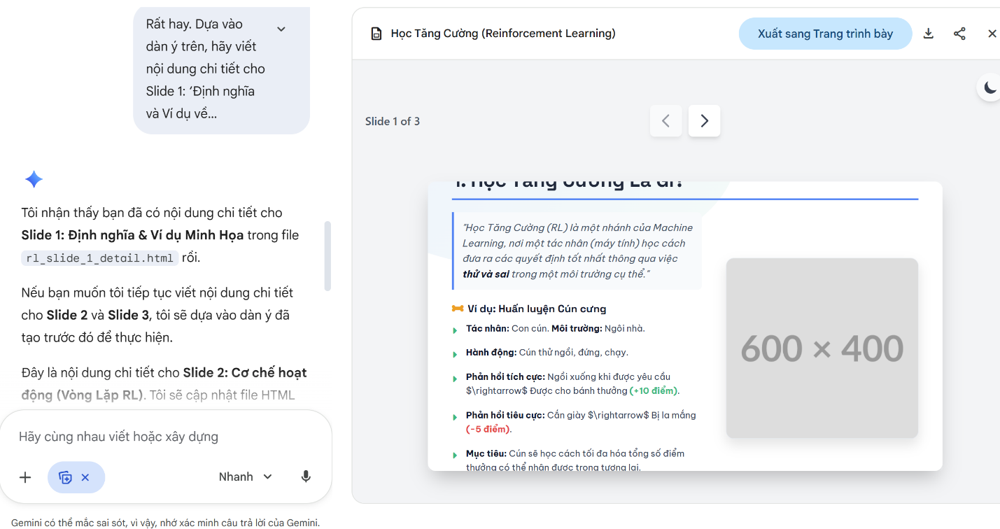 Rất hay. Dựa vào
dàn ý trên, hãy viết
nội dung chi tiết cho
Slide 1: ‘Định nghĩa
và Ví dụ về...
Tôi nhận thấy bạn đã có nội dung chi tiết cho
Slide 1: Định nghĩa & Ví dụ Minh Họa trong file
rl_slide_1_detail.html rồi.
Nếu bạn muốn tôi tiếp tục viết nội dung chi tiết
cho Slide 2 và Slide 3, tôi sẽ dựa vào dàn ý đã
tạo trước đó để thực hiện.
Đây là nội dung chi tiết cho Slide 2: Cơ chế hoạt
động (Vòng Lặp RL). Tôi sẽ cập nhật file HTML
Hãy cùng nhau viết hoặc xây dựng
Nhanh
Gemini có thể mắc sai sót, vì vậy, nhớ xác minh câu trả lời của Gemini.
Học Tăng Cường (Reinforcement Learning)
Xuất sang Trang trình bày
Slide 1 of 3
1. Học Tăng Cường Là Gì?
"Học Tăng Cường (RL) là một nhánh của Machine
Learning, nơi một tác nhân (máy tính) học cách
đưa ra các quyết định tốt nhất thông qua việc
thử và sai trong một môi trường cụ thể."
Ví dụ: Huấn luyện Cún cưng
Tác nhân: Con cún. Môi trường: Ngôi nhà.
Hành động: Cún thử ngồi, đứng, chạy.
Phản hồi tích cực: Ngồi xuống khi được yêu cầu
$\rightarrow$ Được cho bánh thưởng (+10 điểm).
Phản hồi tiêu cực: Cắn giày $\rightarrow$ Bị la mắng
(-5 điểm).
Mục tiêu: Cún sẽ học cách tối đa hóa tổng số điểm
thưởng có thể nhận được trong tương lai.
600 × 400